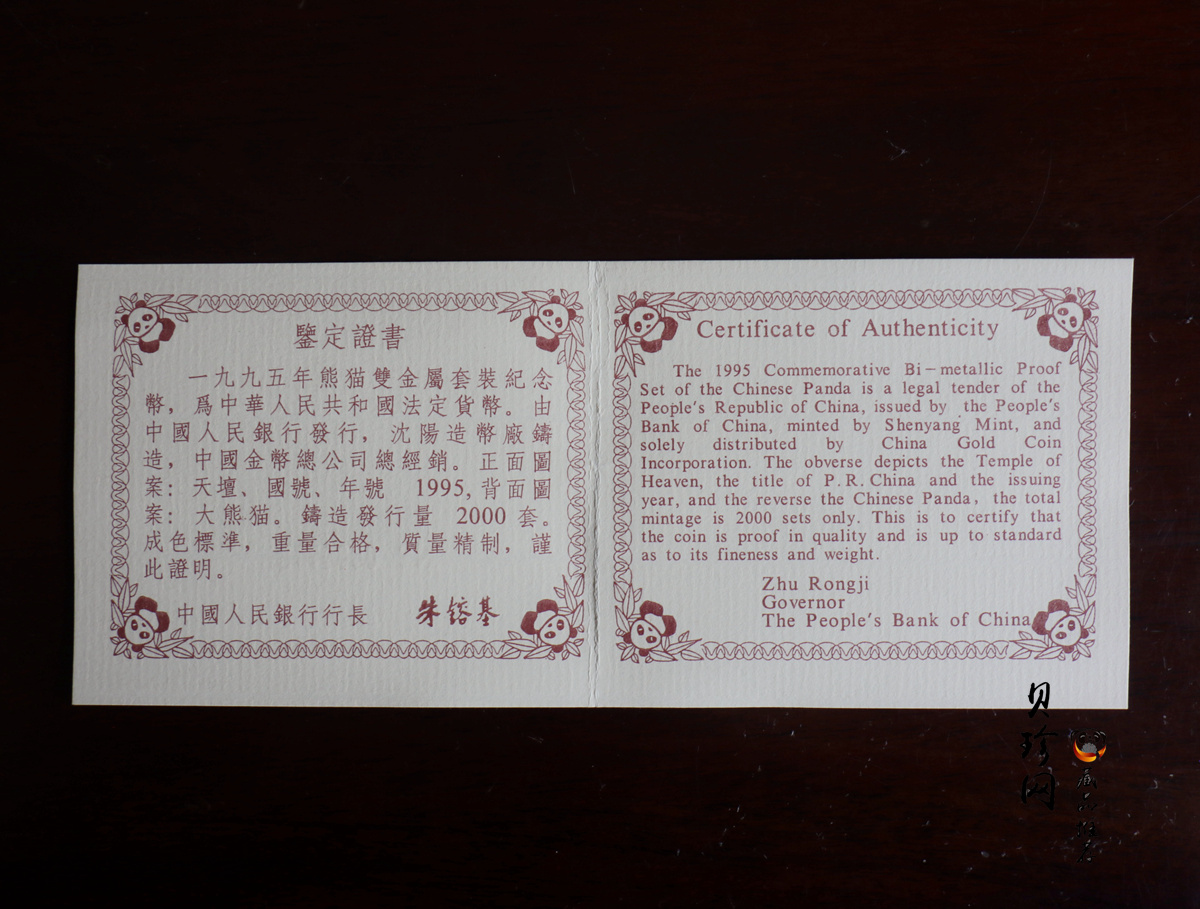 鑒定證書
一九九五年熊猫雙金屬套裝紀念
幣，爲中華人民共和國法定貨幣。由
中國人民銀行發行，沈陽造幣廠鑄
造，中國金幣總公司總經銷。正面圖
案：天壇、國號、年號 1995，背面圖
案：大熊猫。鑄造發行量 2000 套。
成色標準，重量合格，質量精制，謹
此證明。
中國人民銀行行長 朱鎔基
Certificate of Authenticity
The 1995 Commemorative Bi-metallic Proof
Set of the Chinese Panda is a legal tender of the
People's Republic of China, issued by the People's
Bank of China, minted by Shenyang Mint, and
solely distributed by China Gold Coin
Incorporation. The obverse depicts the Temple of
Heaven, the title of P.R.China and the issuing
year, and the reverse the Chinese Panda, the total
mintage is 2000 sets only. This is to certify that
the coin is proof in quality and is up to standard
as to its fineness and weight.
Zhu Rongji
Governor
The People's Bank of China
贝珍网